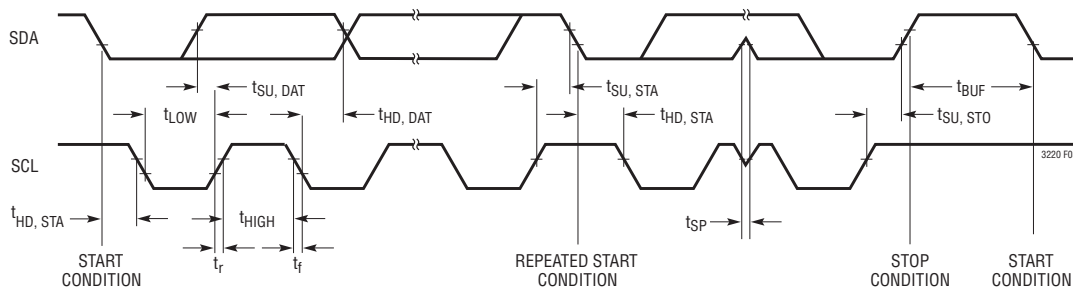 SDA
tSU, DAT
tSU, STA
tBUF
tLOW
tHD, DAT
tHD, STA
tSU, STO
SCL
3220 F0
tHD, STA
tHIGH
tSP
tr
tf
START
CONDITION
REPEATED START
CONDITION
STOP
CONDITION
START
CONDITION